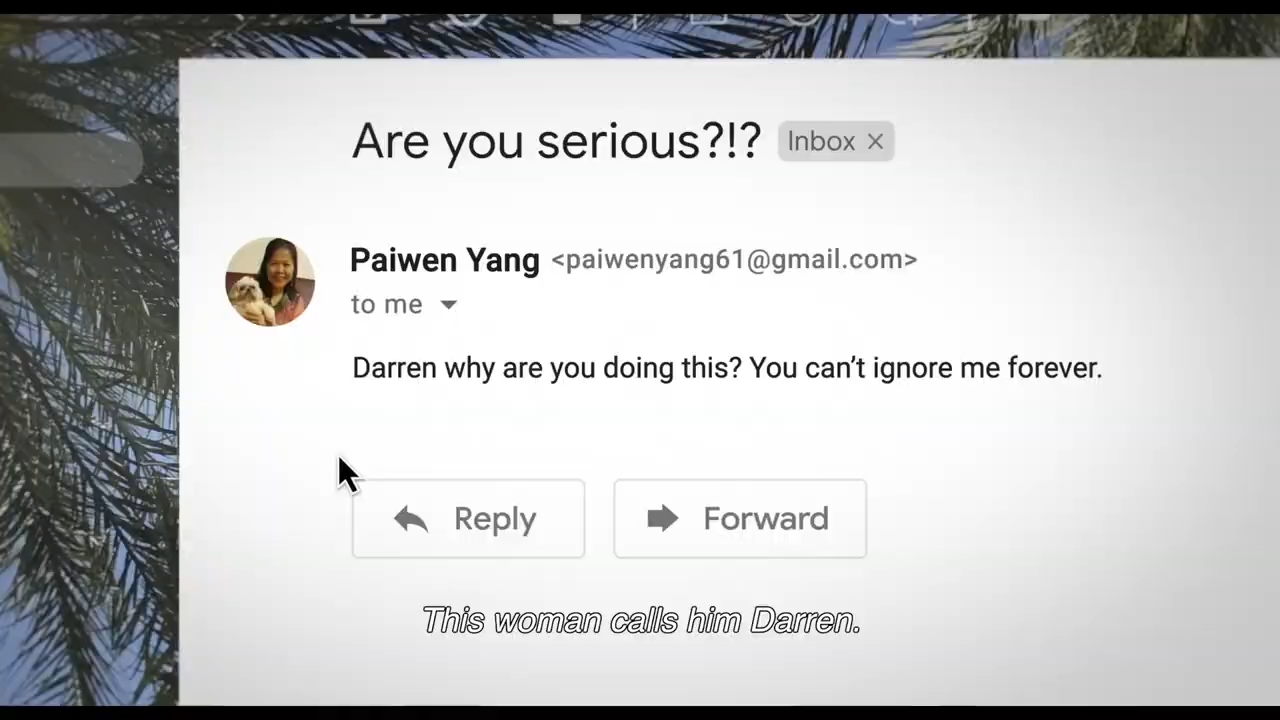 Are you serious?!? Inbox ×
Paiwen Yang <paiwenyang61@gmail.com>
to me
Darren why are you doing this? You can’t ignore me forever.
Reply Forward
This woman calls him Darren.